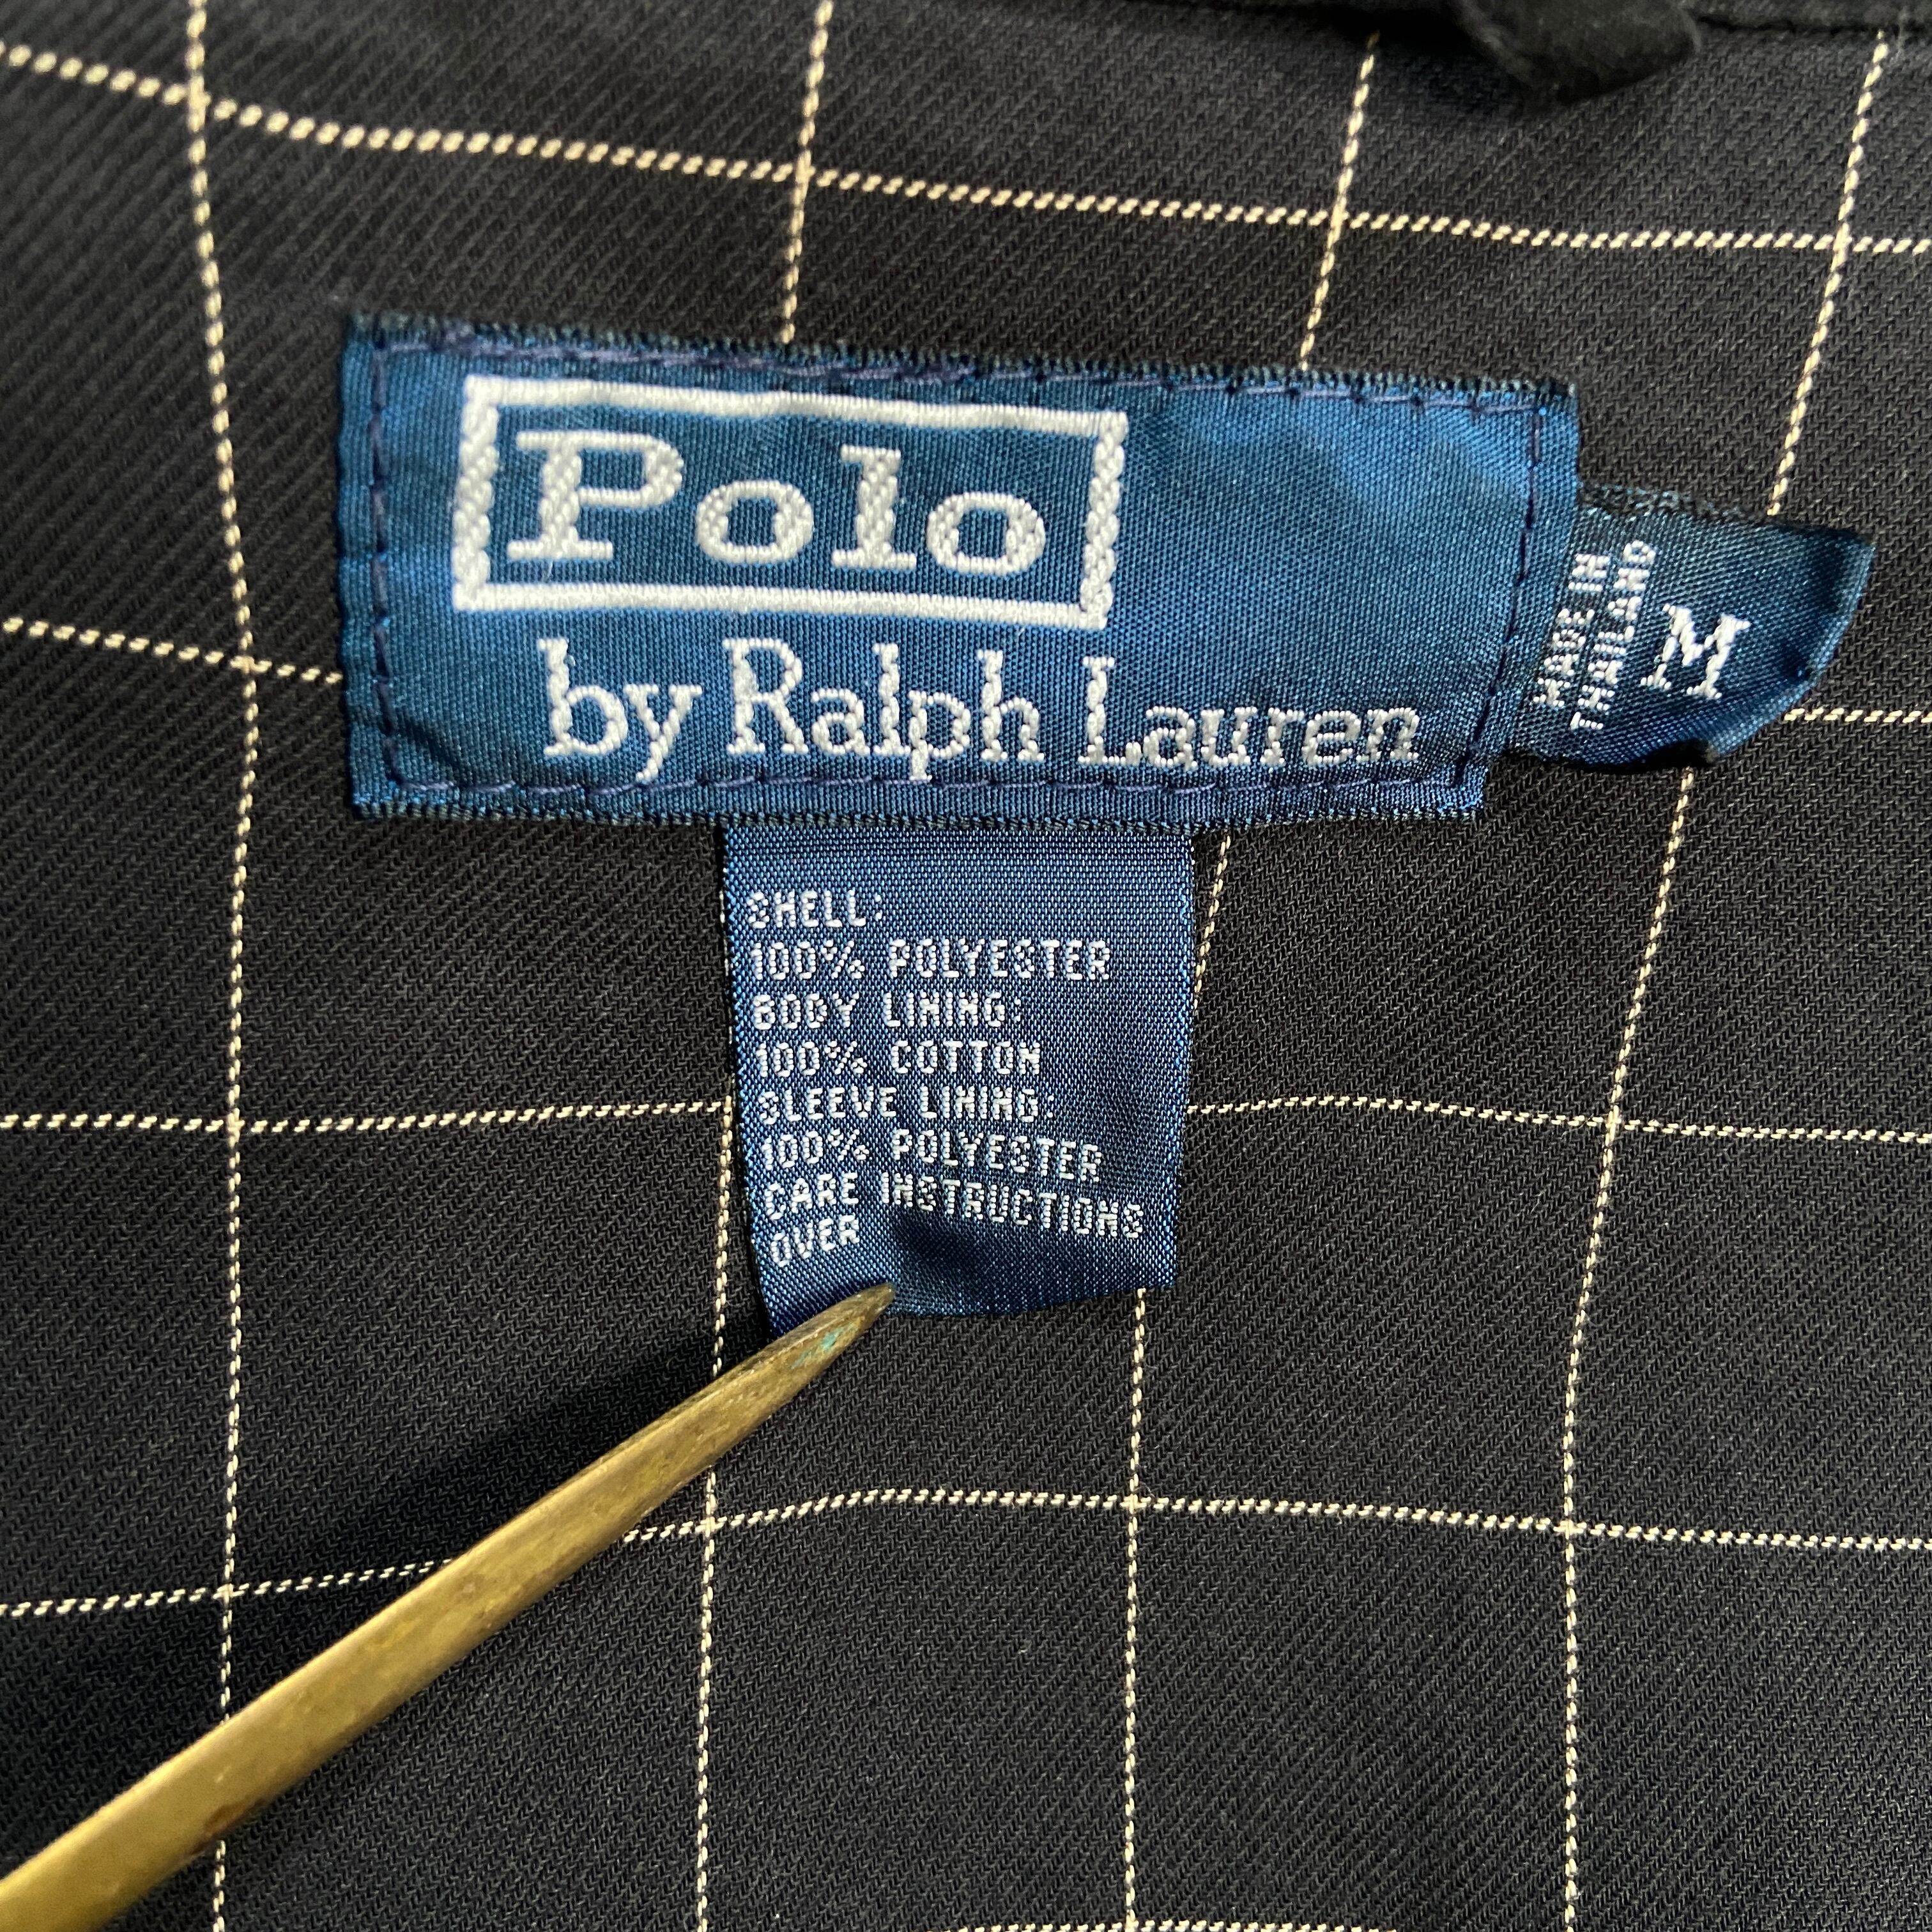 Polo
by Ralph Lauren
MADE IN
THAILAND
M
SHELL:
100% POLYESTER
BODY LINING:
100% COTTON
SLEEVE LINING:
100% POLYESTER
CARE INSTRUCTIONS
OVER